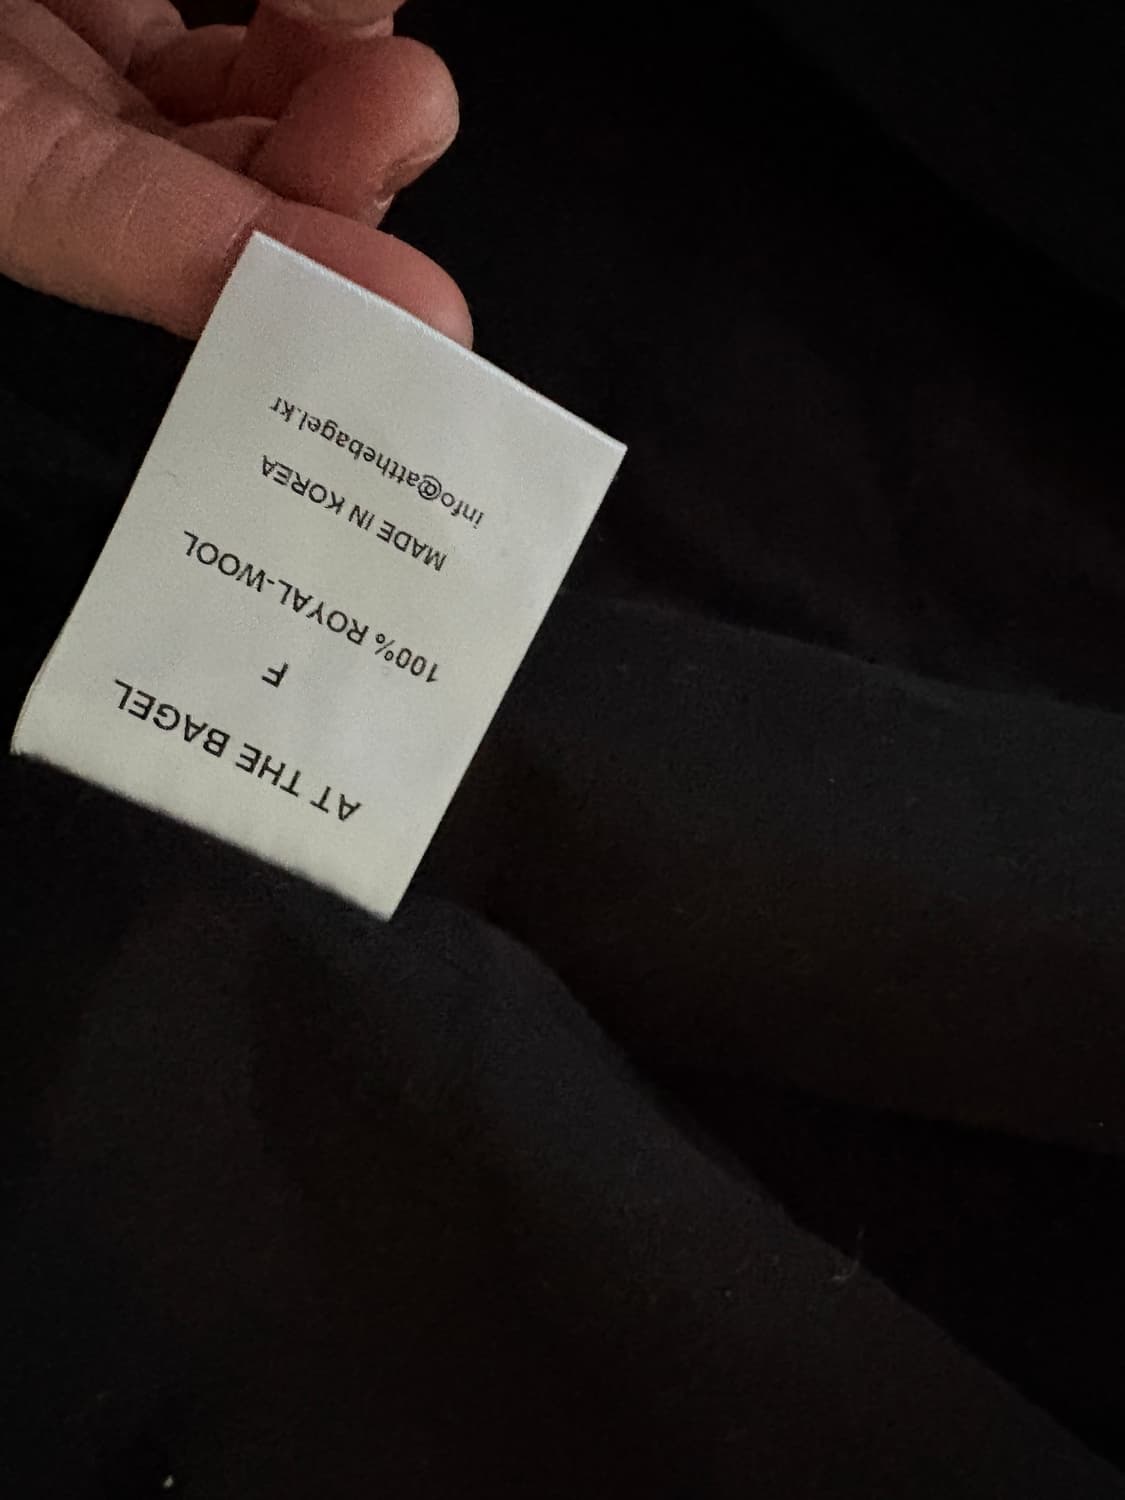 AT THE BAGEL
F
100% ROYAL-WOOL
MADE IN KOREA
info@atthebagel.kr